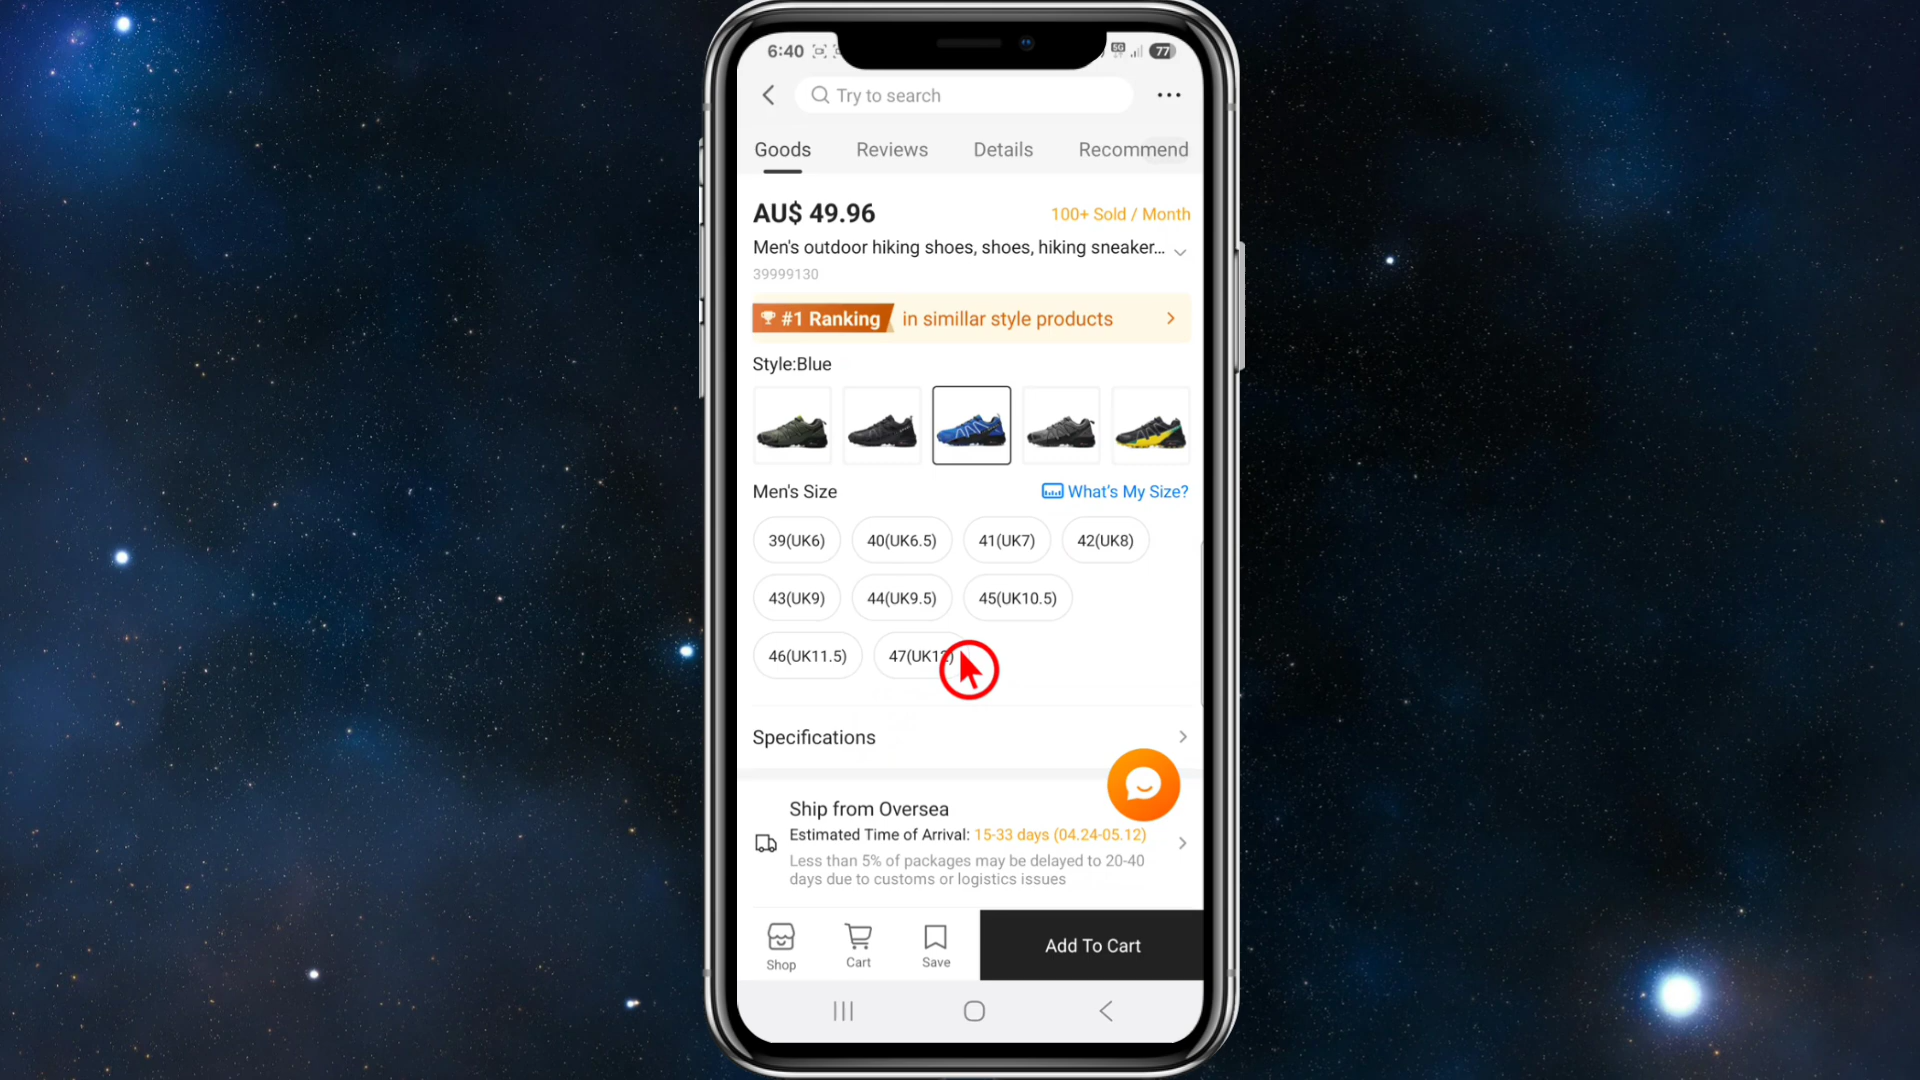 6:40
5G
77
Try to search
Goods Reviews Details Recommend
AU$ 49.96
100+ Sold / Month
Men's outdoor hiking shoes, shoes, hiking sneaker...
39999130
#1 Ranking in simillar style products
Style:Blue
Men's Size
What's My Size?
39(UK6) 40(UK6.5) 41(UK7) 42(UK8)
43(UK9) 44(UK9.5) 45(UK10.5)
46(UK11.5) 47(UK12)
Specifications
Ship from Oversea
Estimated Time of Arrival: 15-33 days (04.24-05.12)
Less than 5% of packages may be delayed to 20-40
days due to customs or logistics issues
Shop Cart Save Add To Cart